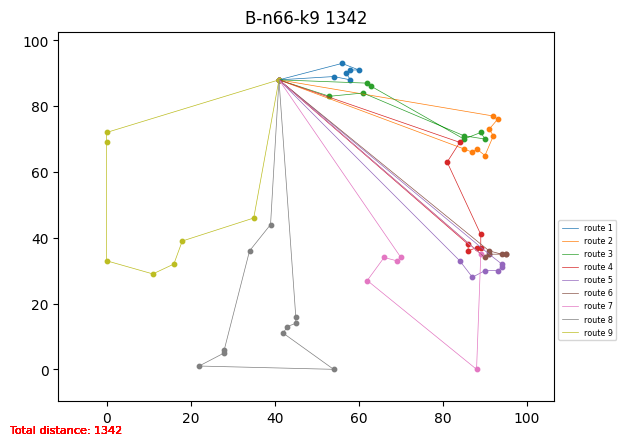 B-n66-k9 1342
100
80
60
40
20
0
0 20 40 60 80 100
route 1
route 2
route 3
route 4
route 5
route 6
route 7
route 8
route 9
Total distance: 1342